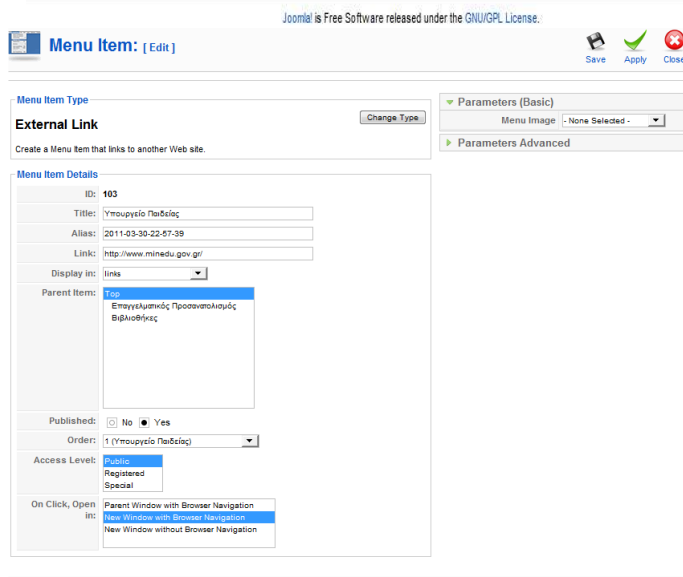 Joomla! is Free Software released under the GNU/GPL License.
Menu Item: [ Edit ]
Save Apply Close
Menu Item Type
External Link
Change Type
Create a Menu Item that links to another Web site.
Parameters (Basic)
Menu Image - None Selected -
Parameters Advanced
Menu Item Details
ID: 103
Title: Υπουργείο Παιδείας
Alias: 2011-03-30-22-57-39
Link: http://www.minedu.gov.gr/
Display in: links
Parent Item: Top
Επαγγελματικός Προσανατολισμός
Βιβλιοθήκες
Published: No Yes
Order: 1 (Υπουργείο Παιδείας)
Access Level: Public
Registered
Special
On Click, Open in: Parent Window with Browser Navigation
New Window with Browser Navigation
New Window without Browser Navigation